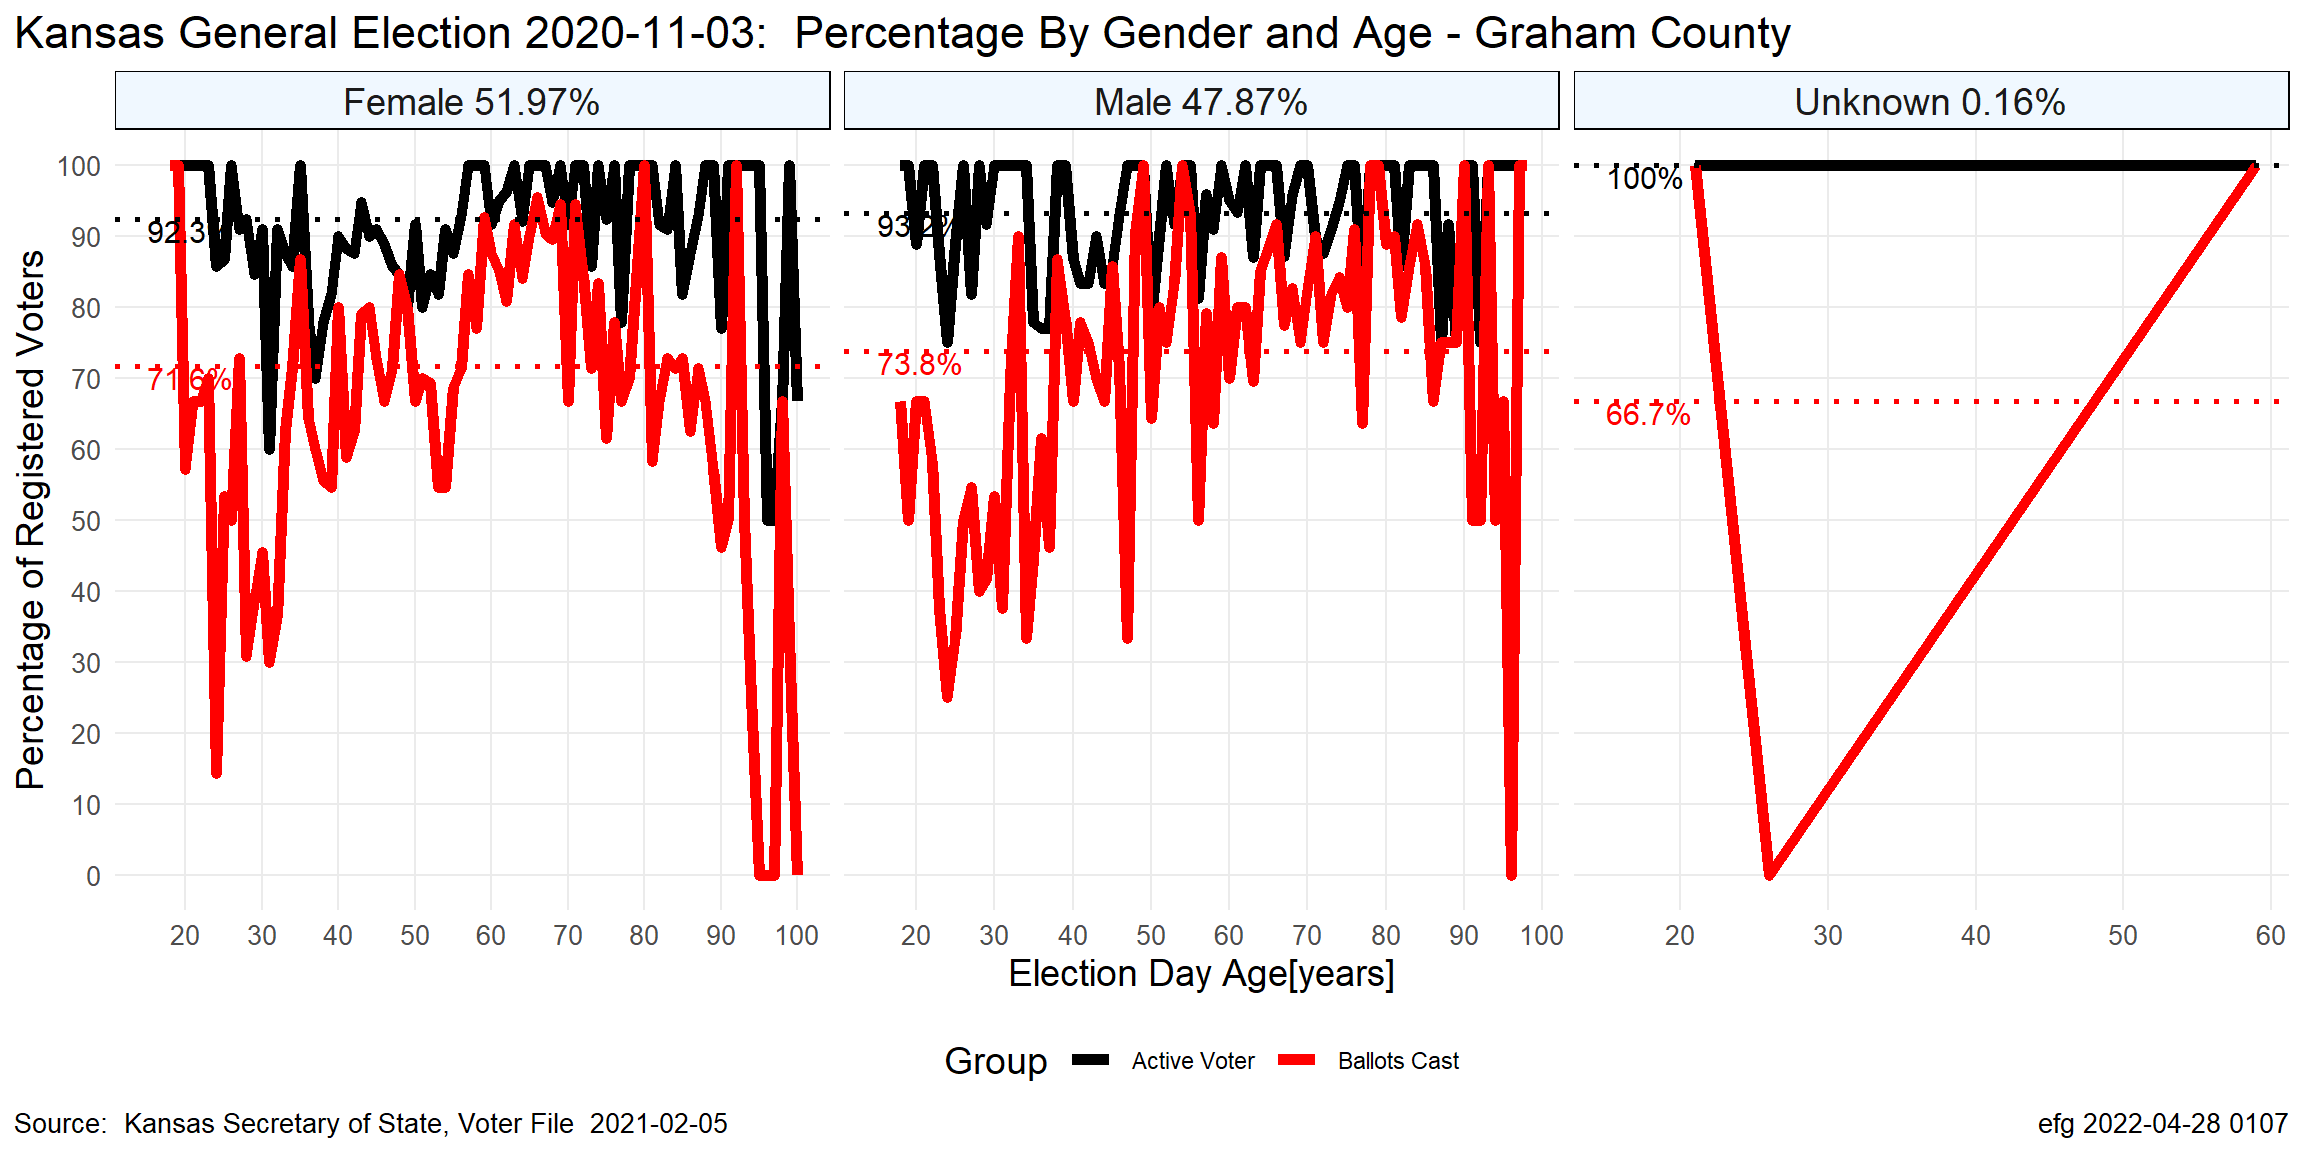 Kansas General Election 2020-11-03:  Percentage By Gender and Age - Graham County
Female 51.97%
Male 47.87%
Unknown 0.16%
Percentage of Registered Voters
100
90
80
70
60
50
40
30
20
10
0
92.3%
71.6%
93.2%
73.8%
100%
66.7%
20 30 40 50 60 70 80 90 100
20 30 40 50 60 70 80 90 100
20 30 40 50 60
Election Day Age[years]
Group Active Voter Ballots Cast
Source:  Kansas Secretary of State, Voter File  2021-02-05
efg 2022-04-28 0107